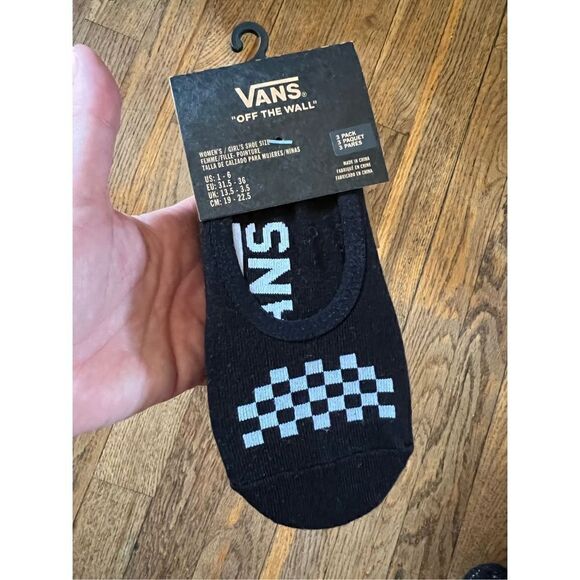 VANS®
"OFF THE WALL"
WOMEN'S / GIRL'S SHOE SIZE
FEMME/FILLE: POINTURE
TALLA DE CALZADO PARA MUJERES/NIÑAS
US: 1 - 6
EU: 31.5 - 36
UK: 13.5 - 3.5
CM: 19 - 22.5
3 PACK
3 PAQUET
3 PARES
MADE IN CHINA
FABRIQUÉ EN CHINE
FABRICADO EN CHINA
ANS